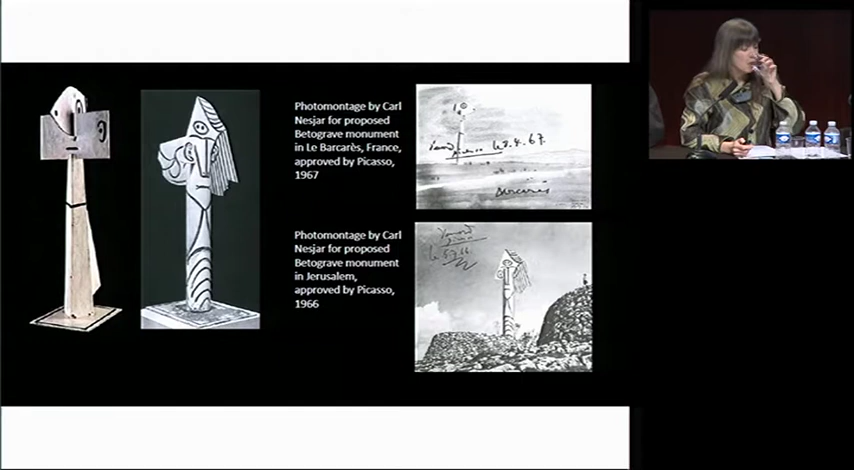 Photomontage by Carl
Nesjar for proposed
Betograve monument
in Le Barcarès, France,
approved by Picasso,
1967
Photomontage by Carl
Nesjar for proposed
Betograve monument
in Jerusalem,
approved by Picasso,
1966
Barcarès